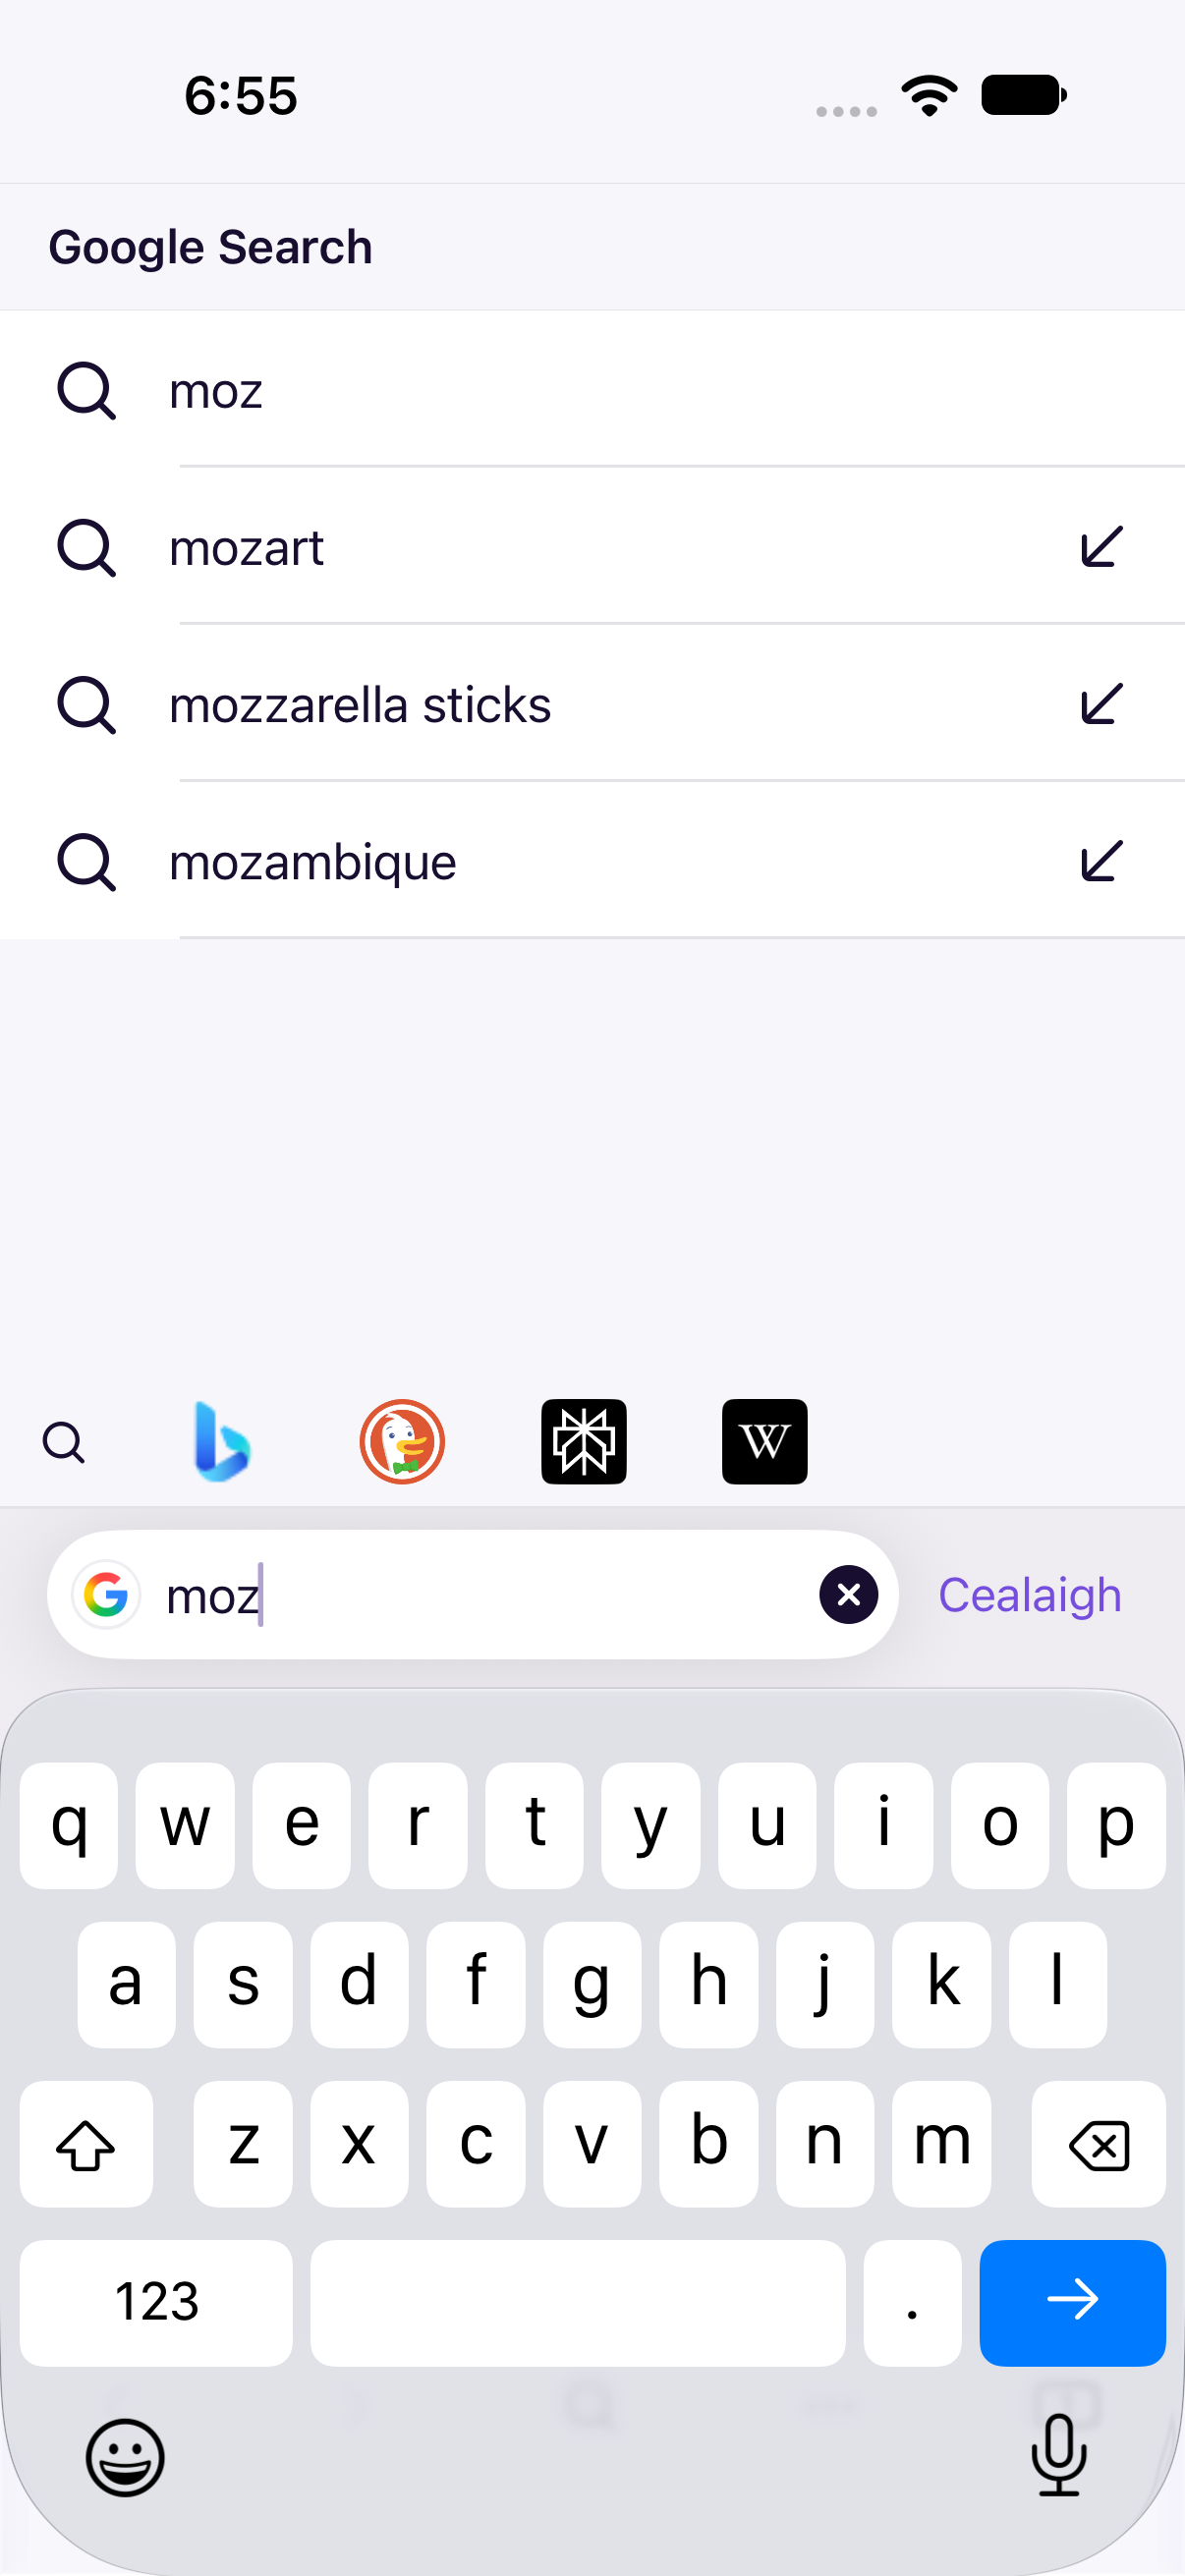 6:55
Google Search
moz
mozart
mozzarella sticks
mozambique
W
moz
Cealaigh
q w e r t y u i o p
a s d f g h j k l
z x c v b n m
123 .